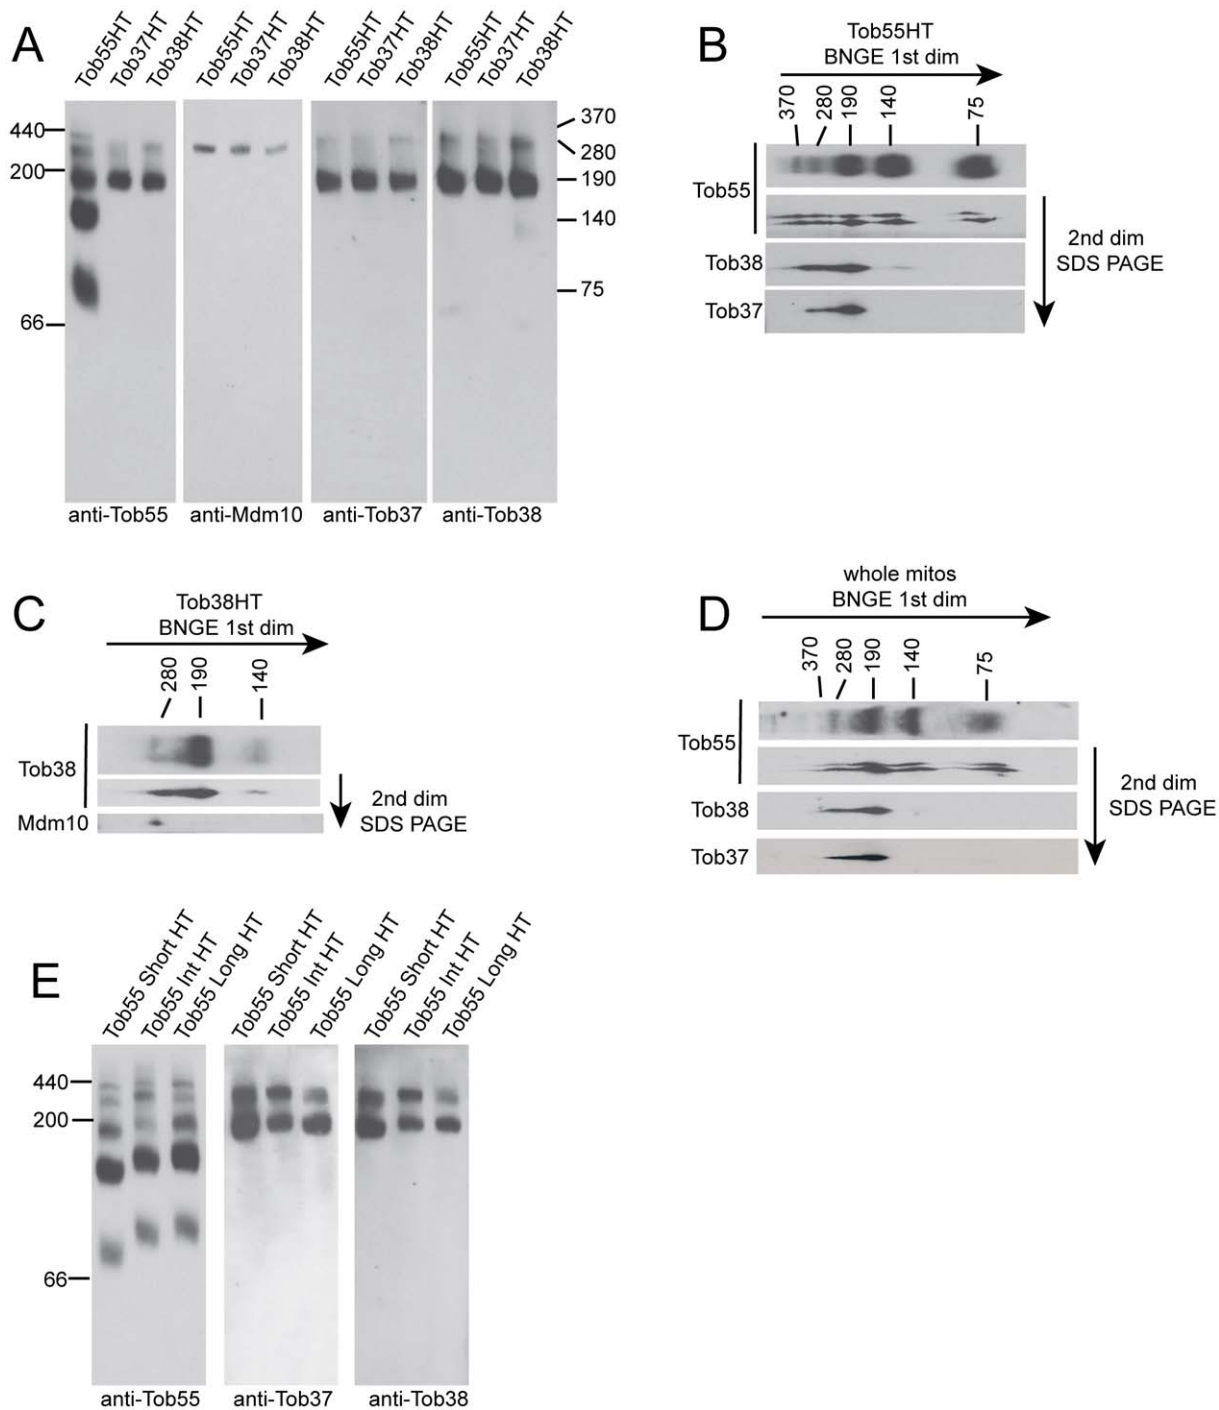 A
Tob55HT
Tob37HT
Tob38HT
Tob55HT
Tob37HT
Tob38HT
Tob55HT
Tob37HT
Tob38HT
Tob55HT
Tob37HT
Tob38HT
440
200
66
370
280
190
140
75
anti-Tob55
anti-Mdm10
anti-Tob37
anti-Tob38
B
Tob55HT
BNGE 1st dim
370
280
190
140
75
Tob55
Tob38
Tob37
2nd dim
SDS PAGE
C
Tob38HT
BNGE 1st dim
280
190
140
Tob38
Mdm10
2nd dim
SDS PAGE
D
whole mitos
BNGE 1st dim
370
280
190
140
75
Tob55
Tob38
Tob37
2nd dim
SDS PAGE
E
Tob55 Short HT
Tob55 Int HT
Tob55 Long HT
Tob55 Short HT
Tob55 Int HT
Tob55 Long HT
Tob55 Short HT
Tob55 Int HT
Tob55 Long HT
440
200
66
anti-Tob55
anti-Tob37
anti-Tob38